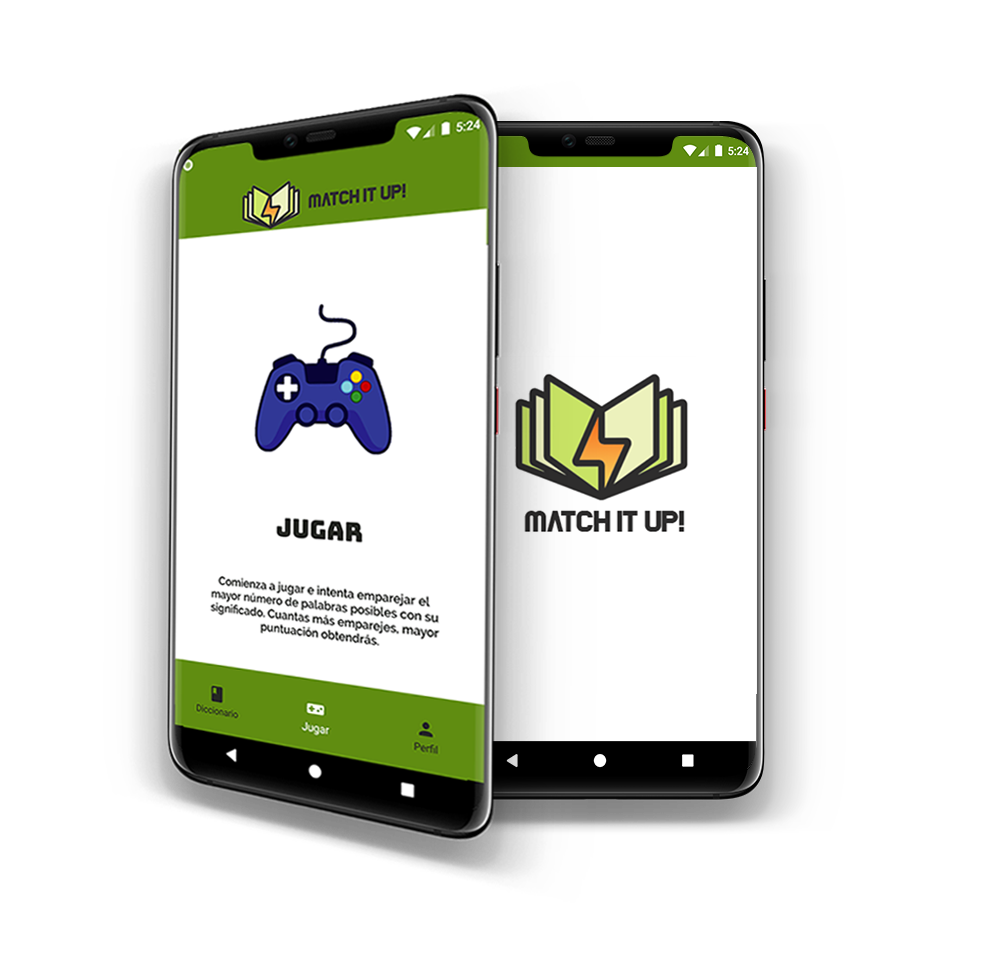 5:24
MATCH IT UP!
JUGAR
Comienza a jugar e intenta emparejar el
mayor número de palabras posibles con su
significado. Cuantas más emparejes, mayor
puntuación obtendrás.
Diccionario
Jugar
Perfil
5:24
MATCH IT UP!